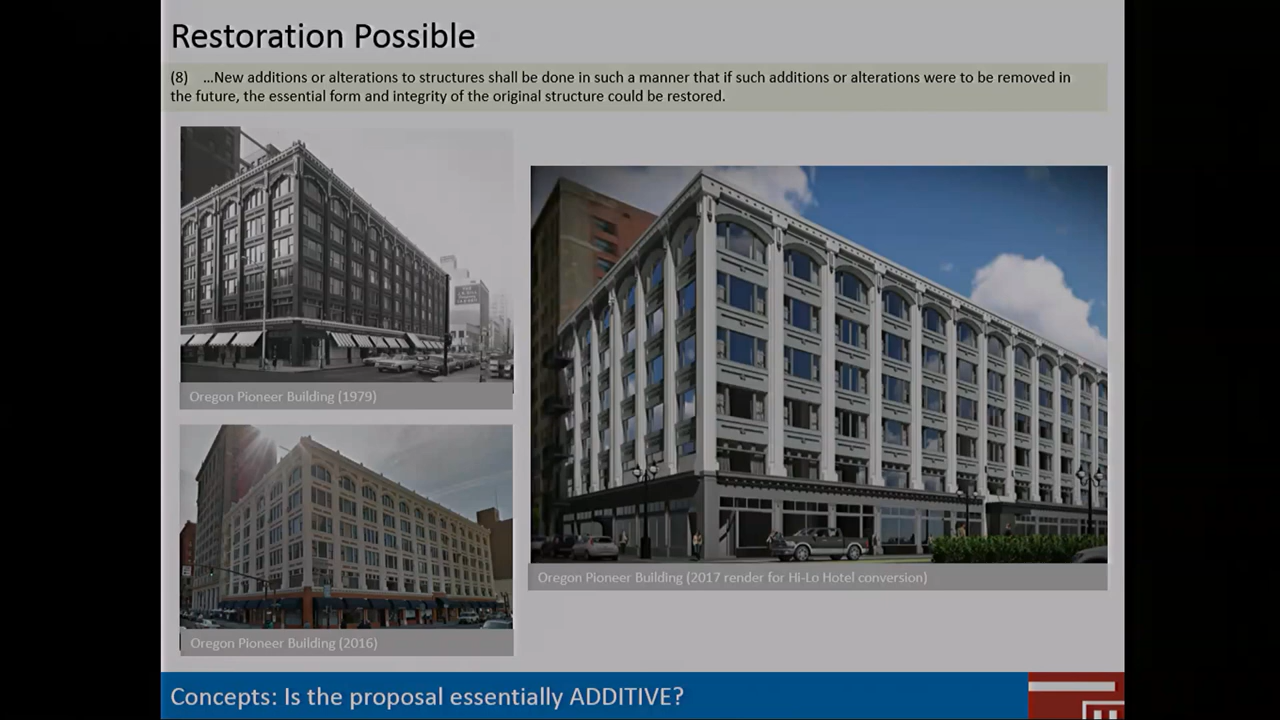 Restoration Possible
(8) ...New additions or alterations to structures shall be done in such a manner that if such additions or alterations were to be removed in
the future, the essential form and integrity of the original structure could be restored.
Oregon Pioneer Building (1979)
Oregon Pioneer Building (2016)
Oregon Pioneer Building (2017 render for Hi-Lo Hotel conversion)
Concepts: Is the proposal essentially ADDITIVE?